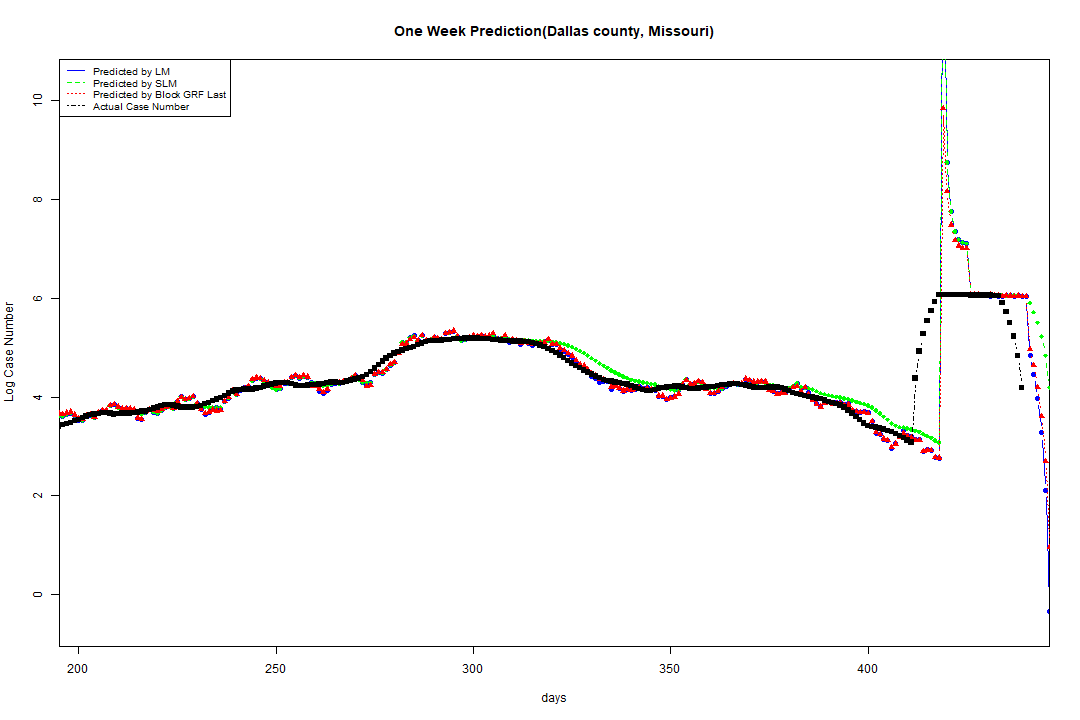 One Week Prediction(Dallas county, Missouri)
Predicted by LM
Predicted by SLM
Predicted by Block GRF Last
Actual Case Number
10
8
6
4
2
0
Log Case Number
200 250 300 350 400
days